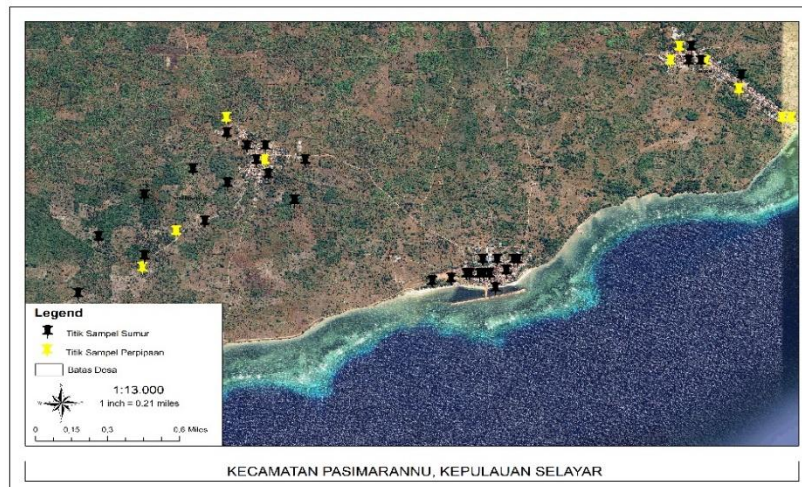 Legend
Titik Sampel Sumur
Titik Sampel Perpipaan
Batas Desa
1:13.000
1 inch = 0.21 miles
0 0,15 0,3 0,6 Miles
KECAMATAN PASIMARANNU, KEPULAUAN SELAYAR